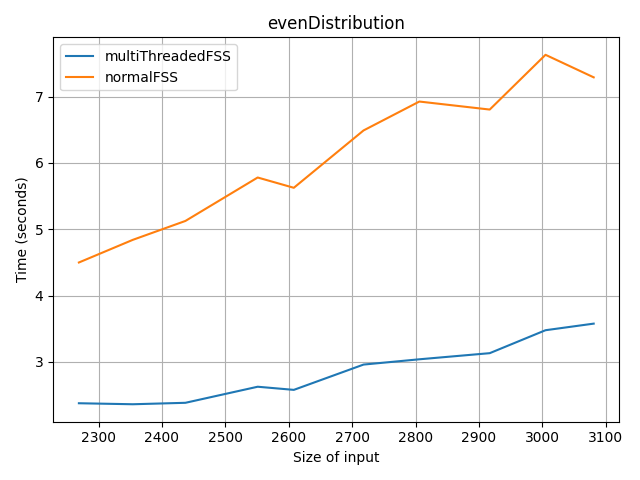 evenDistribution
multiThreadedFSS
normalFSS
Time (seconds)
7
6
5
4
3
2300 2400 2500 2600 2700 2800 2900 3000 3100
Size of input